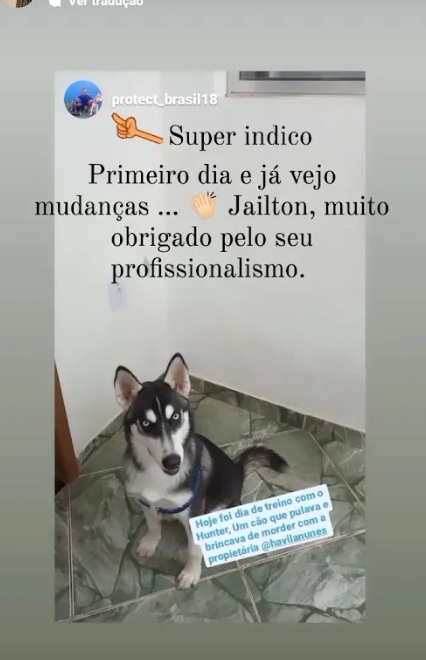 Ver tradução
protect_brasil18
Super indico
Primeiro dia e já vejo
mudanças ... 👏🏻 Jailton, muito
obrigado pelo seu
profissionalismo.
Hoje foi dia de treino com o
Hunter, Um cão que pulava e
brincava de morder com a
propietária @havilanunes